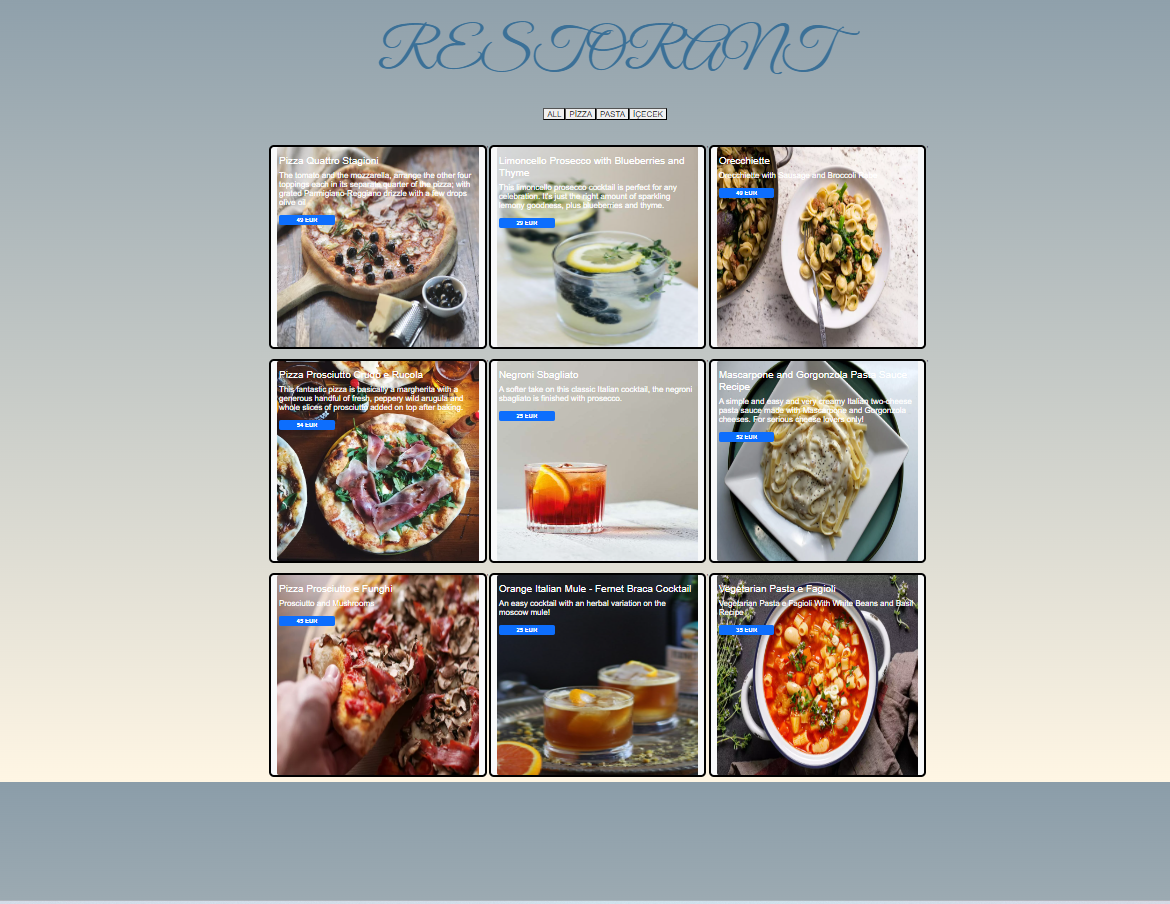 RESTORANT
ALL PİZZA PASTA İÇECEK
Pizza Quattro Stagioni
The tomato and the mozzarella, arrange the other four
toppings each in its separate quarter of the pizza; with
grated Parmigiano-Reggiano drizzle with a few drops
olive oil
49 EUR
Limoncello Prosecco with Blueberries and
Thyme
This limoncello prosecco cocktail is perfect for any
celebration. It's just the right amount of sparkling
lemony goodness, plus blueberries and thyme.
29 EUR
Orecchiette
Orecchiette with Sausage and Broccoli
49 EUR
Pizza Prosciutto Crudo e Rucola
This fantastic pizza is basically a margherita with a
generous handful of fresh, peppery wild arugula and
whole slices of prosciutto added on top after baking.
54 EUR
Negroni Sbagliato
A softer take on this classic Italian cocktail, the negroni
sbagliato is finished with prosecco.
25 EUR
Mascarpone and Gorgonzola Pasta Sauce
Recipe
A simple and easy and very creamy Italian two-cheese
pasta sauce made with Mascarpone and Gorgonzola
cheeses. For serious cheese lovers only!
52 EUR
Pizza Prosciutto e Funghi
Prosciutto and Mushrooms
45 EUR
Orange Italian Mule - Fernet Braca Cocktail
An easy cocktail with an herbal variation on the
moscow mule!
25 EUR
Vegetarian Pasta e Fagioli
Vegetarian Pasta e Fagioli With White Beans and Basil
Recipe
35 EUR